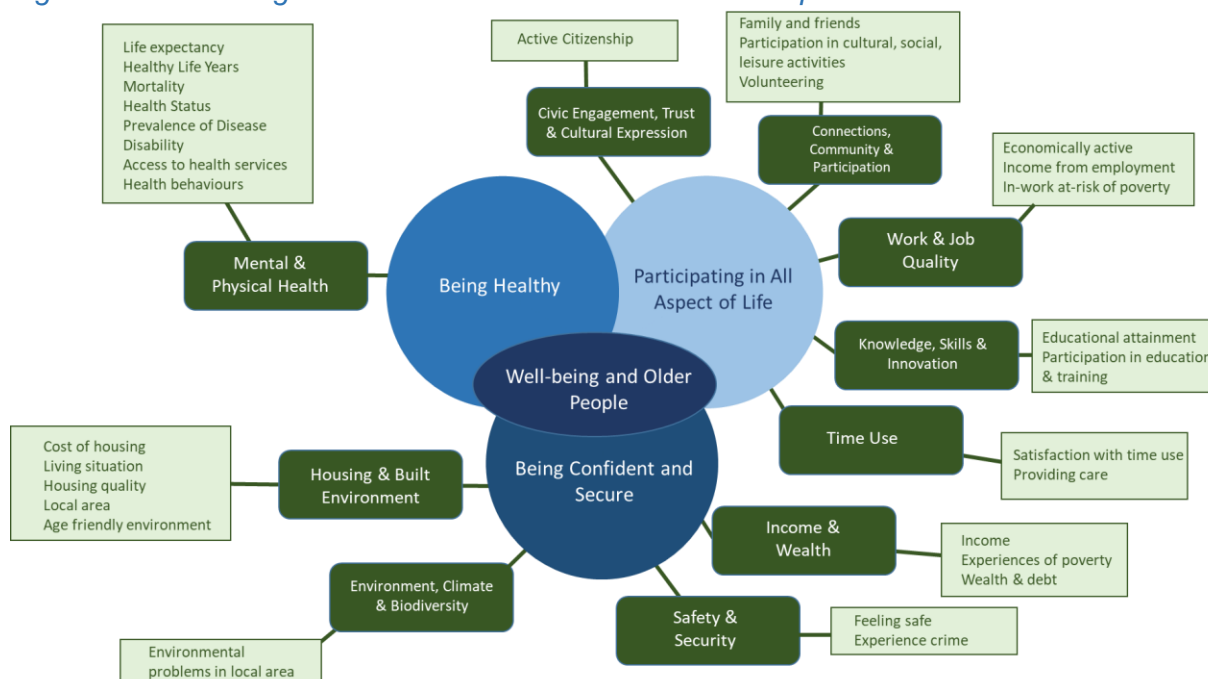 Life expectancy
Healthy Life Years
Mortality
Health Status
Prevalence of Disease
Disability
Access to health services
Health behaviours
Mental &
Physical Health
Active Citizenship
Civic Engagement, Trust
& Cultural Expression
Family and friends
Participation in cultural, social,
leisure activities
Volunteering
Connections,
Community &
Participation
Economically active
Income from employment
In-work at-risk of poverty
Work & Job
Quality
Being Healthy
Participating in All
Aspect of Life
Knowledge, Skills &
Innovation
Educational attainment
Participation in education
& training
Well-being and Older
People
Time Use
Satisfaction with time use
Providing care
Cost of housing
Living situation
Housing quality
Local area
Age friendly environment
Housing & Built
Environment
Being Confident and
Secure
Income &
Wealth
Income
Experiences of poverty
Wealth & debt
Environment, Climate
& Biodiversity
Safety &
Security
Feeling safe
Experience crime
Environmental
problems in local area